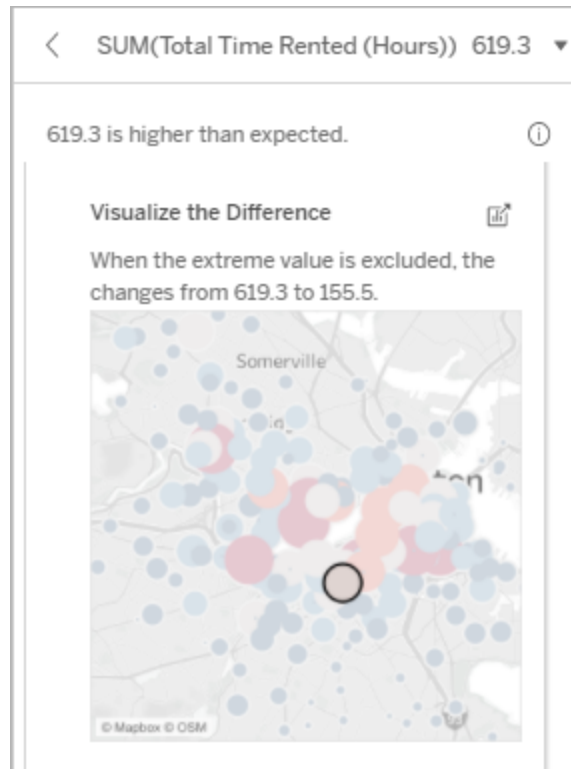 SUM(Total Time Rented (Hours)) 619.3
619.3 is higher than expected.
Visualize the Difference
When the extreme value is excluded, the
changes from 619.3 to 155.5.
Somerville
ton
© Mapbox © OSM